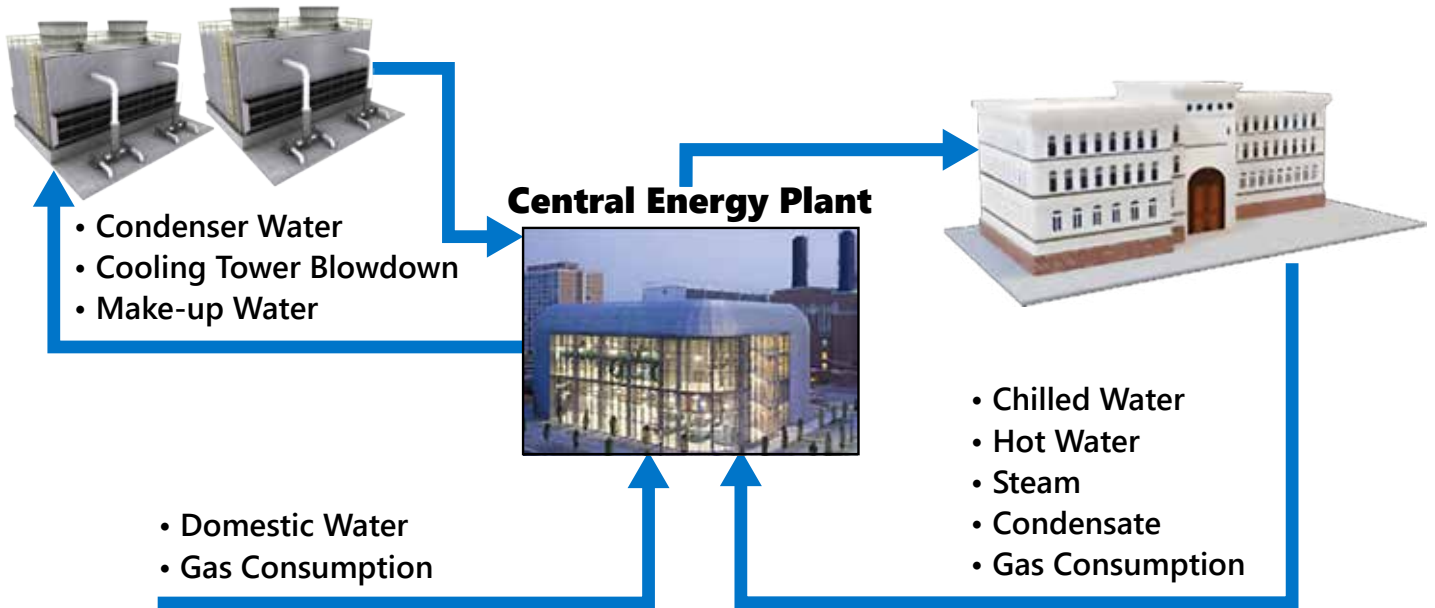 Central Energy Plant
• Condenser Water
• Cooling Tower Blowdown
• Make-up Water
• Domestic Water
• Gas Consumption
• Chilled Water
• Hot Water
• Steam
• Condensate
• Gas Consumption